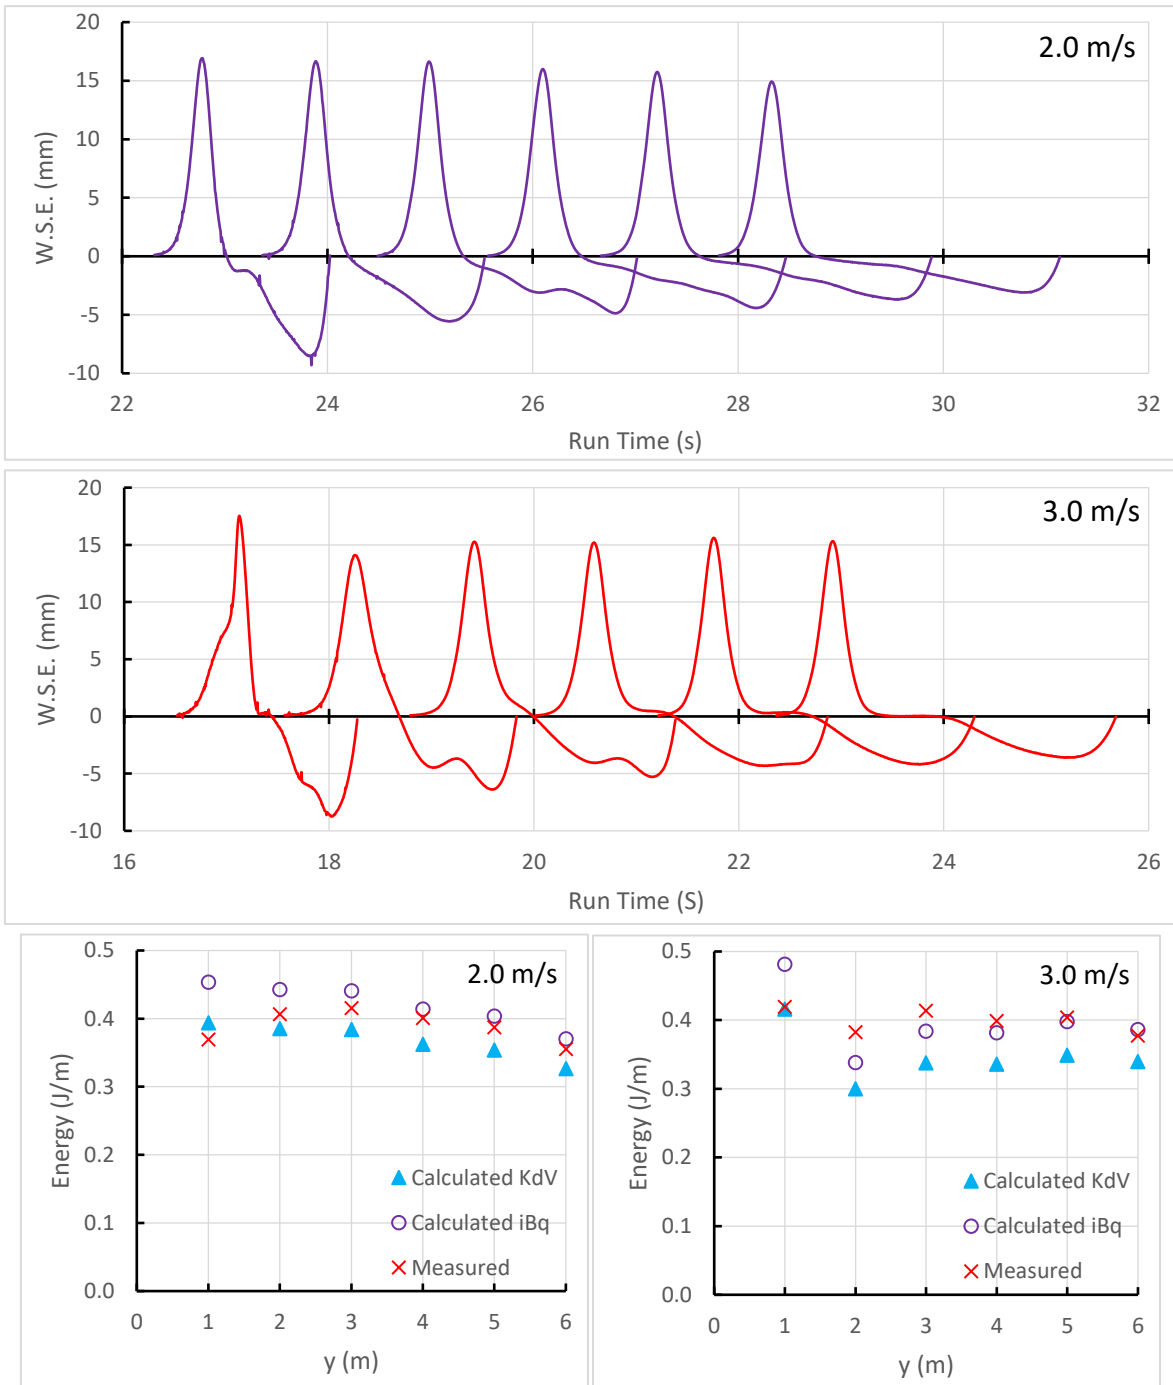 2.0 m/s
20
15
10
5
0
-5
-10
W.S.E. (mm)
22 24 26 28 30 32
Run Time (s)
3.0 m/s
20
15
10
5
0
-5
-10
W.S.E. (mm)
16 18 20 22 24 26
Run Time (S)
2.0 m/s
0.5
0.4
0.3
0.2
0.1
0.0
Energy (J/m)
Calculated KdV
Calculated iBq
Measured
0 1 2 3 4 5 6
y (m)
3.0 m/s
0.5
0.4
0.3
0.2
0.1
0.0
Energy (J/m)
Calculated KdV
Calculated iBq
Measured
0 1 2 3 4 5 6
y (m)